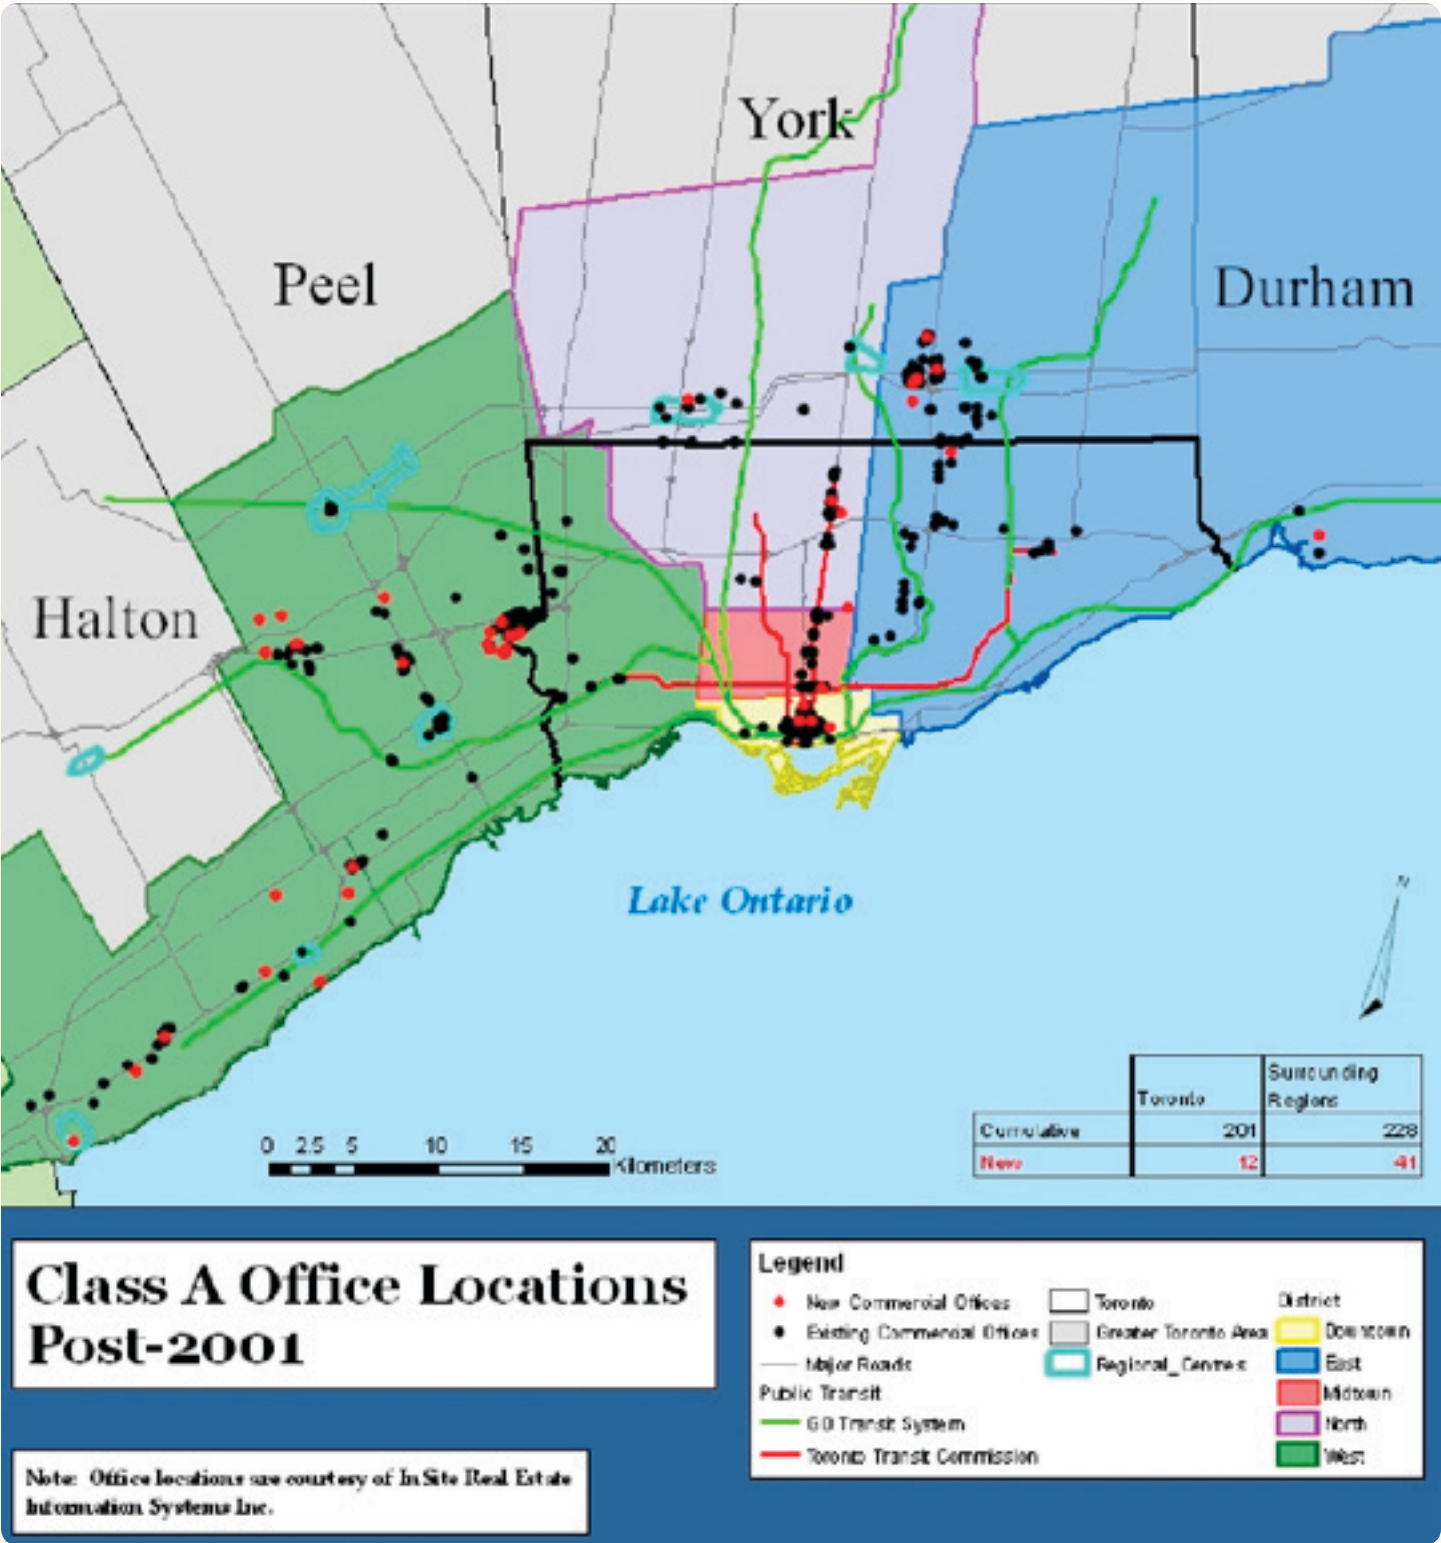 York
Peel
Durham
Halton
Lake Ontario
N
Toronto
Surrounding
Regions
Cumulative 201 228
New 12 41
0 2.5 5 10 15 20
Kilometers
Class A Office Locations
Post-2001
Note: Office locations are courtesy of InSite Real Estate
Information Systems Inc.
Legend
New Commercial Offices
Existing Commercial Offices
Major Roads
Public Transit
GO Transit System
Toronto Transit Commission
Toronto
Greater Toronto Area
Regional_Centres
District
Downtown
East
Midtown
North
West